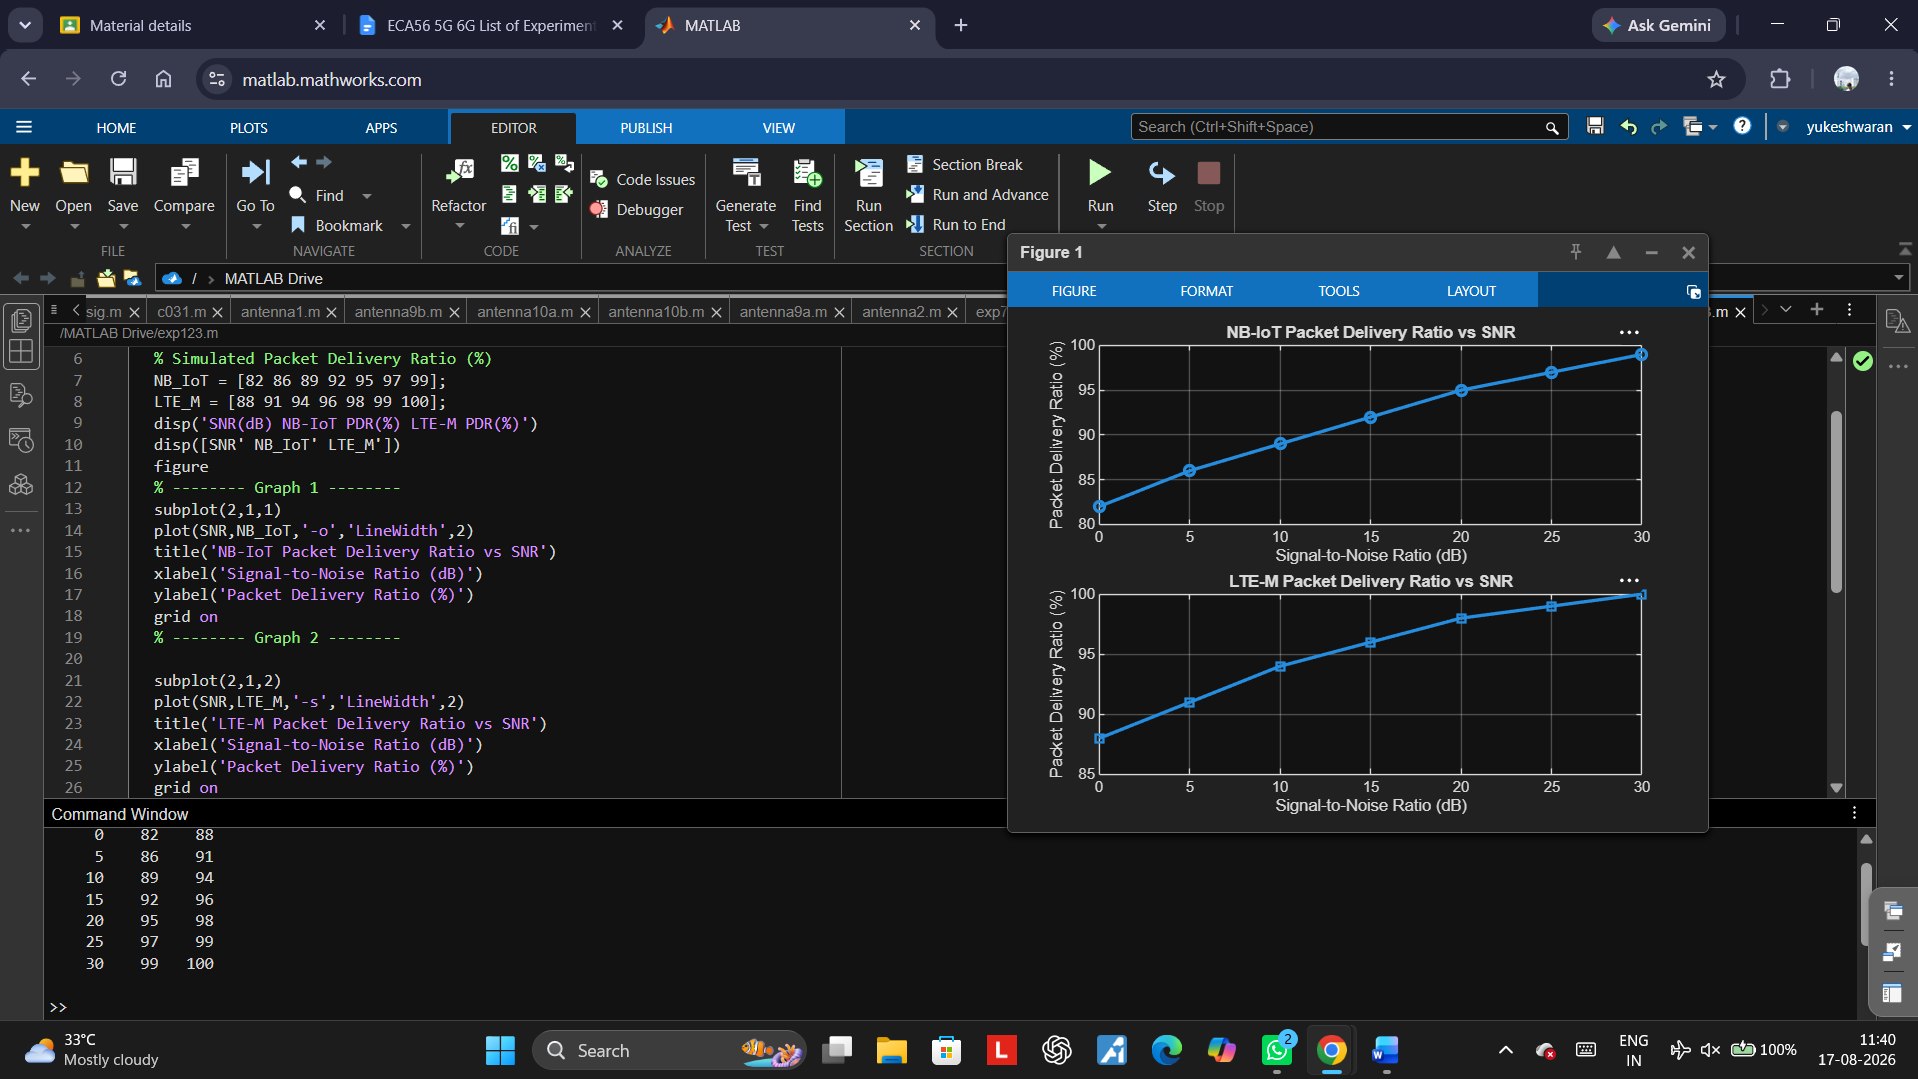 Material details
ECA56 5G 6G List of Experiment
MATLAB
Ask Gemini
matlab.mathworks.com
HOME
PLOTS
APPS
EDITOR
PUBLISH
VIEW
Search (Ctrl+Shift+Space)
yukeshwaran
New
Open
Save
Compare
Go To
Find
Bookmark
Refactor
Code Issues
Debugger
Generate Test
Find Tests
Run Section
Section Break
Run and Advance
Run to End
Run
Step
Stop
FILE
NAVIGATE
CODE
ANALYZE
TEST
SECTION
/ › MATLAB Drive
sig.m
c031.m
antenna1.m
antenna9b.m
antenna10a.m
antenna10b.m
antenna9a.m
antenna2.m
exp7
.m
/MATLAB Drive/exp123.m
6 % Simulated Packet Delivery Ratio (%)
7 NB_IoT = [82 86 89 92 95 97 99];
8 LTE_M = [88 91 94 96 98 99 100];
9 disp('SNR(dB) NB-IoT PDR(%) LTE-M PDR(%)')
10 disp([SNR' NB_IoT' LTE_M'])
11 figure
12 % -------- Graph 1 --------
13 subplot(2,1,1)
14 plot(SNR,NB_IoT,'-o','LineWidth',2)
15 title('NB-IoT Packet Delivery Ratio vs SNR')
16 xlabel('Signal-to-Noise Ratio (dB)')
17 ylabel('Packet Delivery Ratio (%)')
18 grid on
19 % -------- Graph 2 --------
20
21 subplot(2,1,2)
22 plot(SNR,LTE_M,'-s','LineWidth',2)
23 title('LTE-M Packet Delivery Ratio vs SNR')
24 xlabel('Signal-to-Noise Ratio (dB)')
25 ylabel('Packet Delivery Ratio (%)')
26 grid on
Figure 1
FIGURE
FORMAT
TOOLS
LAYOUT
NB-IoT Packet Delivery Ratio vs SNR
Packet Delivery Ratio (%)
100
95
90
85
80
0 5 10 15 20 25 30
Signal-to-Noise Ratio (dB)
LTE-M Packet Delivery Ratio vs SNR
Packet Delivery Ratio (%)
100
95
90
85
0 5 10 15 20 25 30
Signal-to-Noise Ratio (dB)
Command Window
0 82 88
5 86 91
10 89 94
15 92 96
20 95 98
25 97 99
30 99 100
>>
33°C
Mostly cloudy
Search
2
ENG
IN
100%
11:40
17-08-2026